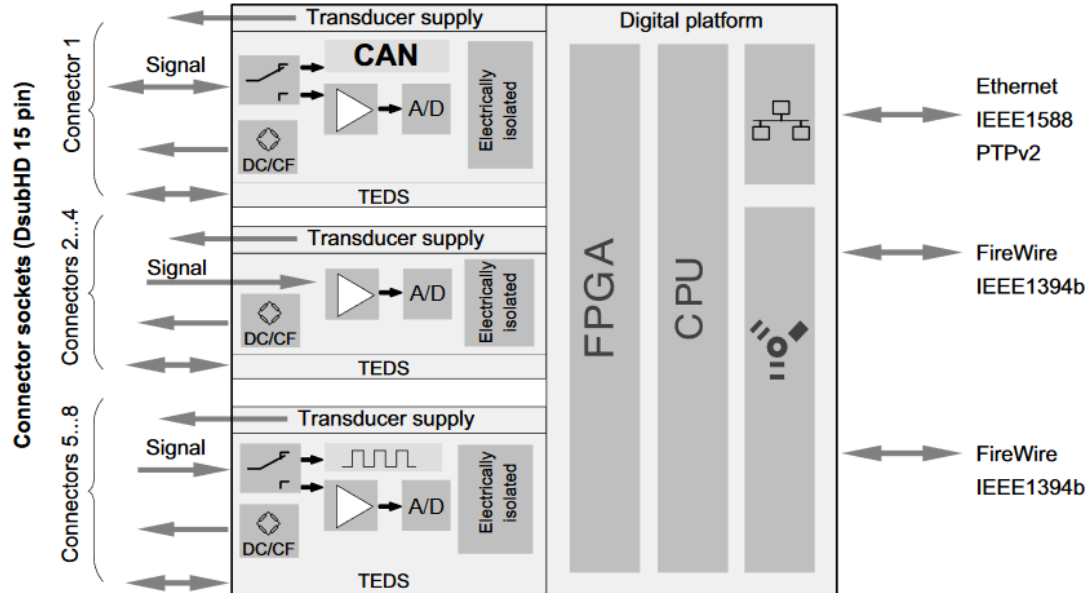 Connector sockets (DsubHD 15 pin)
Connector 1
Transducer supply
Signal
CAN
A/D
DC/CF
Electrically
isolated
TEDS
Connectors 2...4
Transducer supply
Signal
A/D
DC/CF
Electrically
isolated
TEDS
Connectors 5...8
Transducer supply
Signal
A/D
DC/CF
Electrically
isolated
TEDS
Digital platform
FPGA
CPU
Ethernet
IEEE1588
PTPv2
FireWire
IEEE1394b
FireWire
IEEE1394b